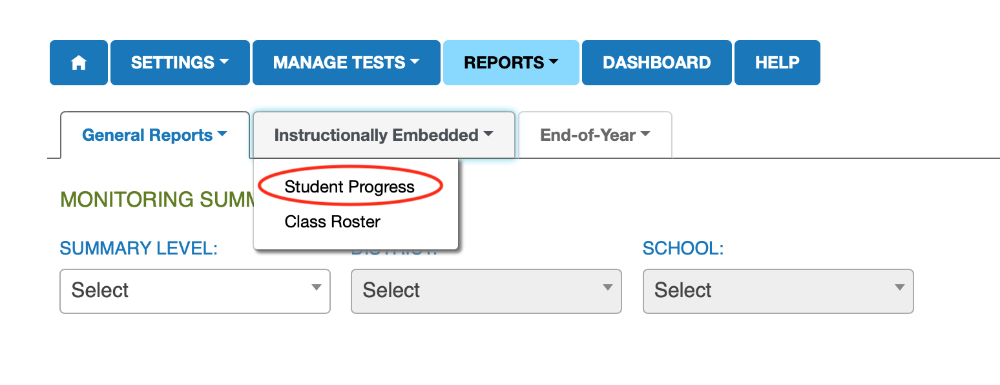 SETTINGS MANAGE TESTS REPORTS DASHBOARD HELP
General Reports Instructionally Embedded End-of-Year
Student Progress
MONITORING
Class Roster
SUMMARY LEVEL: SCHOOL:
Select Select Select